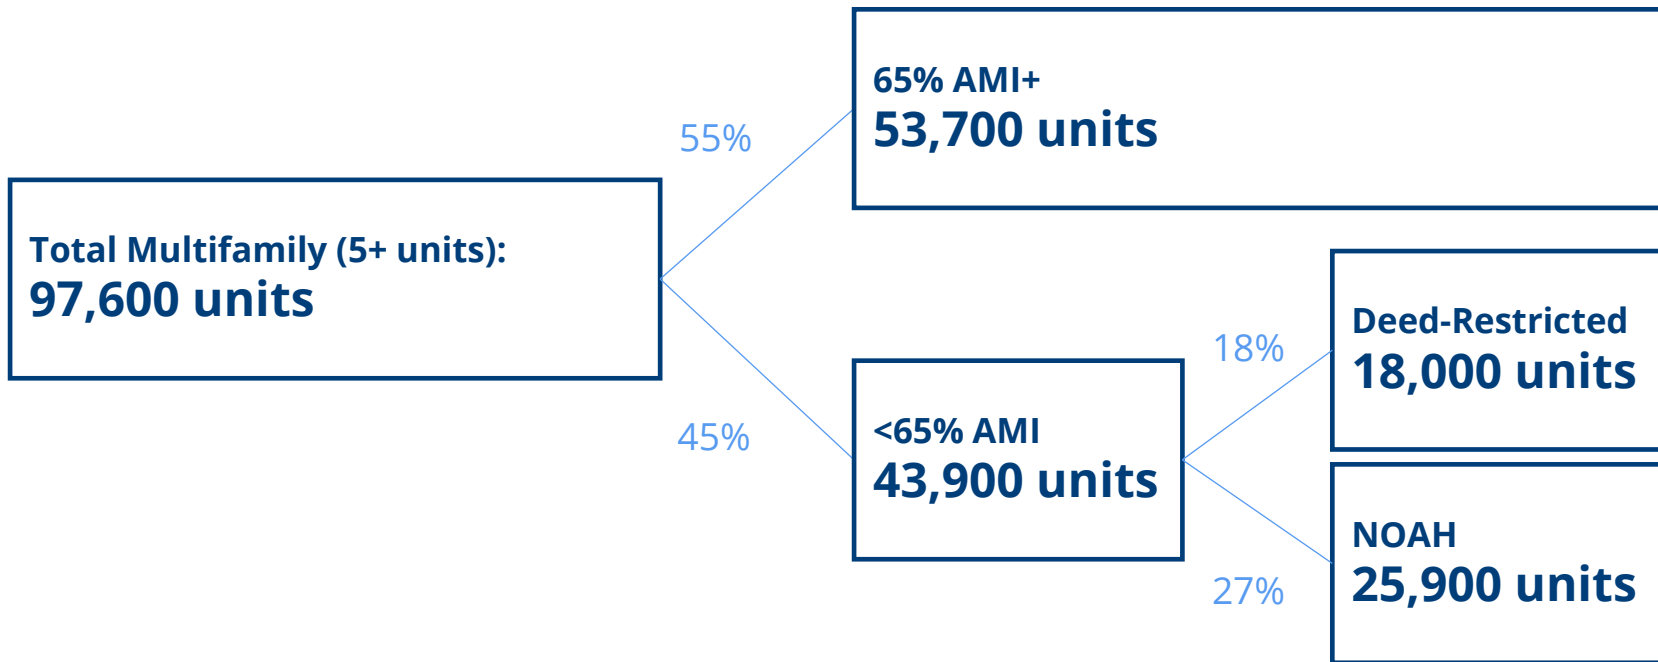 65% AMI+
53,700 units
55%
Total Multifamily (5+ units):
97,600 units
45%
<65% AMI
43,900 units
18%
Deed-Restricted
18,000 units
27%
NOAH
25,900 units